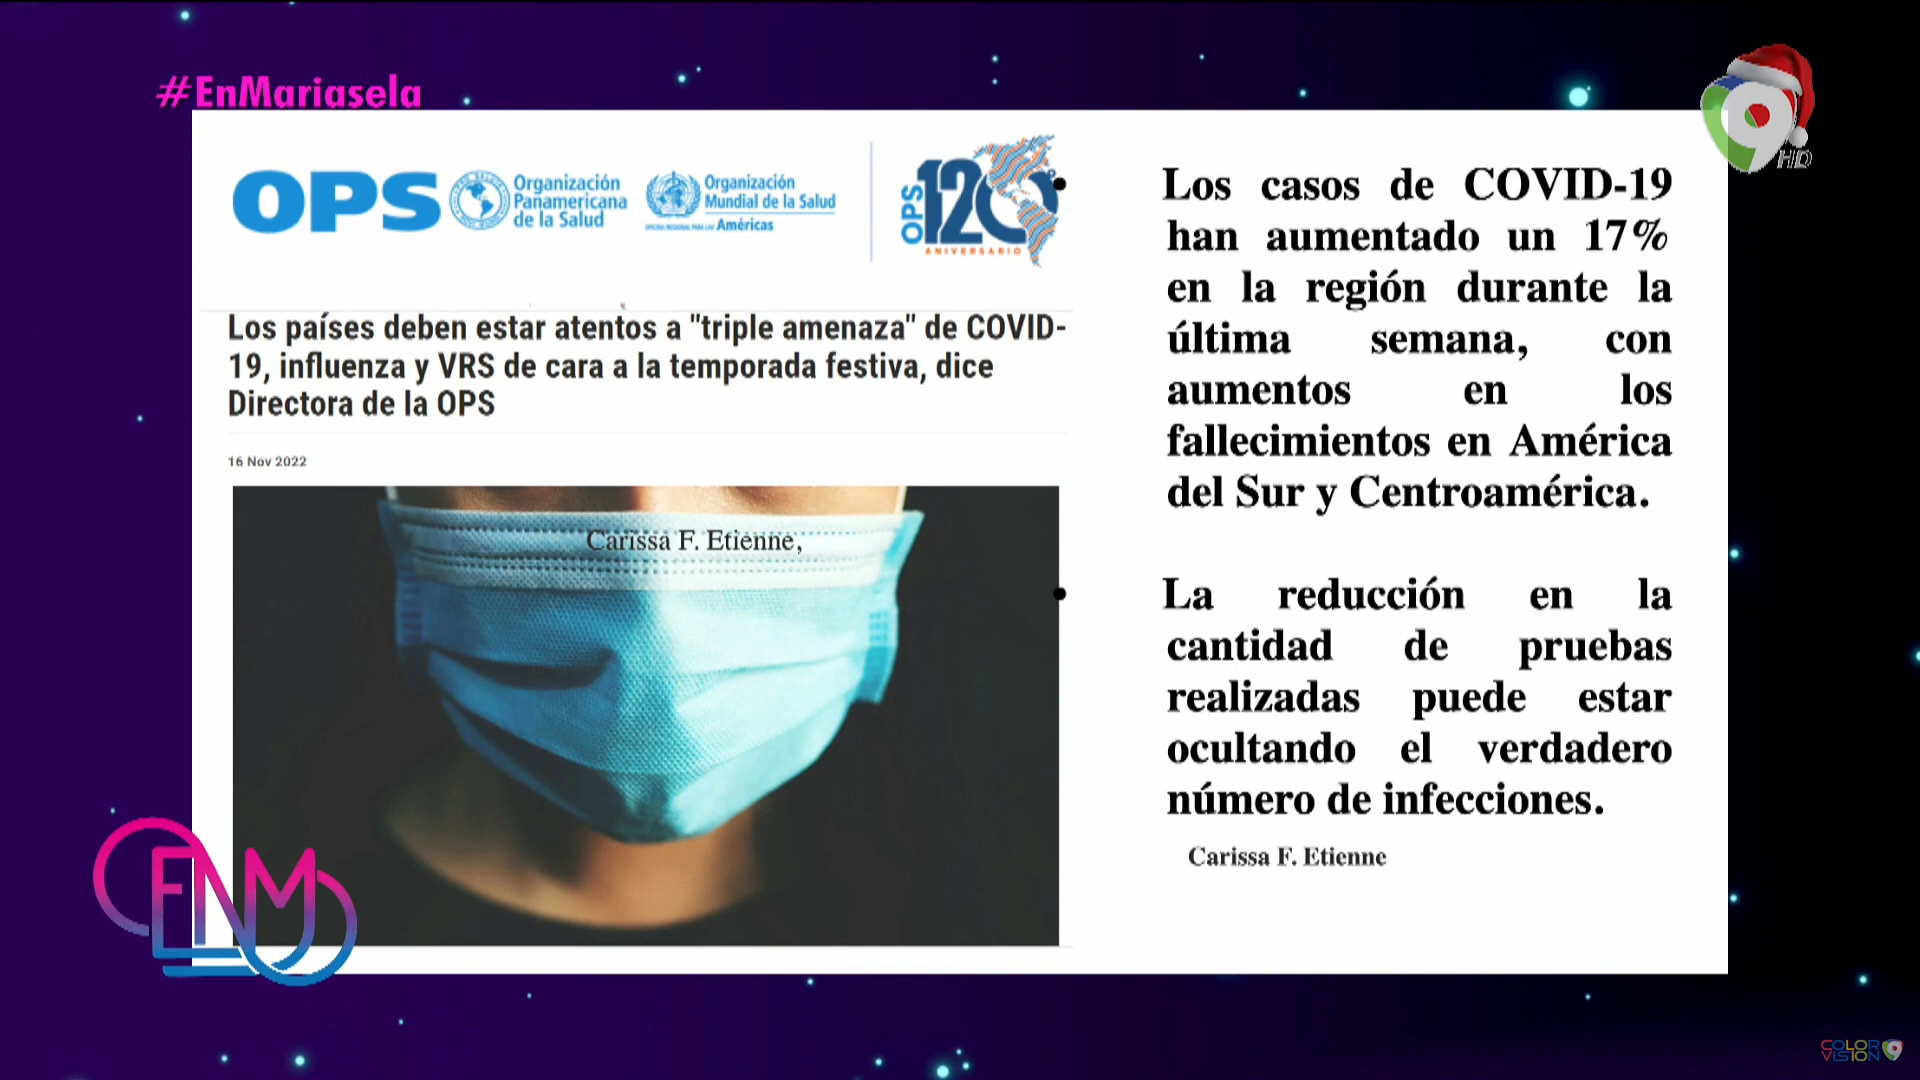 #EnMariasela
9
HD
OPS
Organización
Panamericana
de la Salud
Organización
Mundial de la Salud
Américas
OPS
120
ANIVERSARIO
Los países deben estar atentos a "triple amenaza" de COVID-
19, influenza y VRS de cara a la temporada festiva, dice
Directora de la OPS
16 Nov 2022
Carissa F. Etienne,
• Los casos de COVID-19
han aumentado un 17%
en la región durante la
última semana, con
aumentos en los
fallecimientos en América
del Sur y Centroamérica.
• La reducción en la
cantidad de pruebas
realizadas puede estar
ocultando el verdadero
número de infecciones.
Carissa F. Etienne
ENM
COLOR
VISION 9